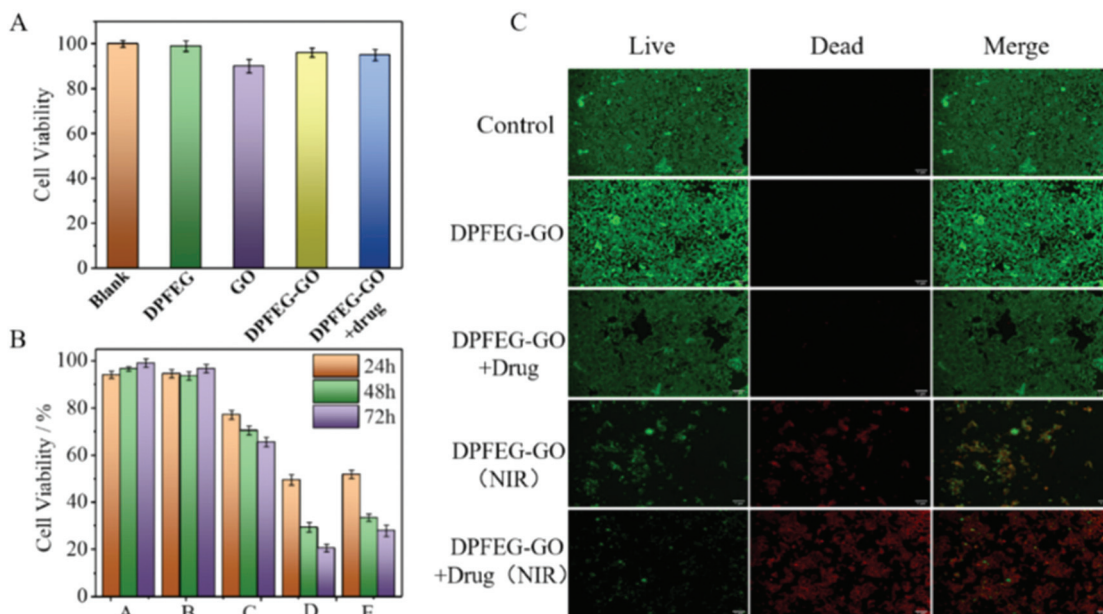 A
Cell Viability
100
80
60
40
20
0
Blank
DPFEG
GO
DPFEG-GO
DPFEG-GO
+drug
B
Cell Viability / %
100
80
60
40
20
0
24h
48h
72h
A B C D E
C
Live Dead Merge
Control
DPFEG-GO
DPFEG-GO
+Drug
DPFEG-GO
（NIR）
DPFEG-GO
+Drug（NIR）